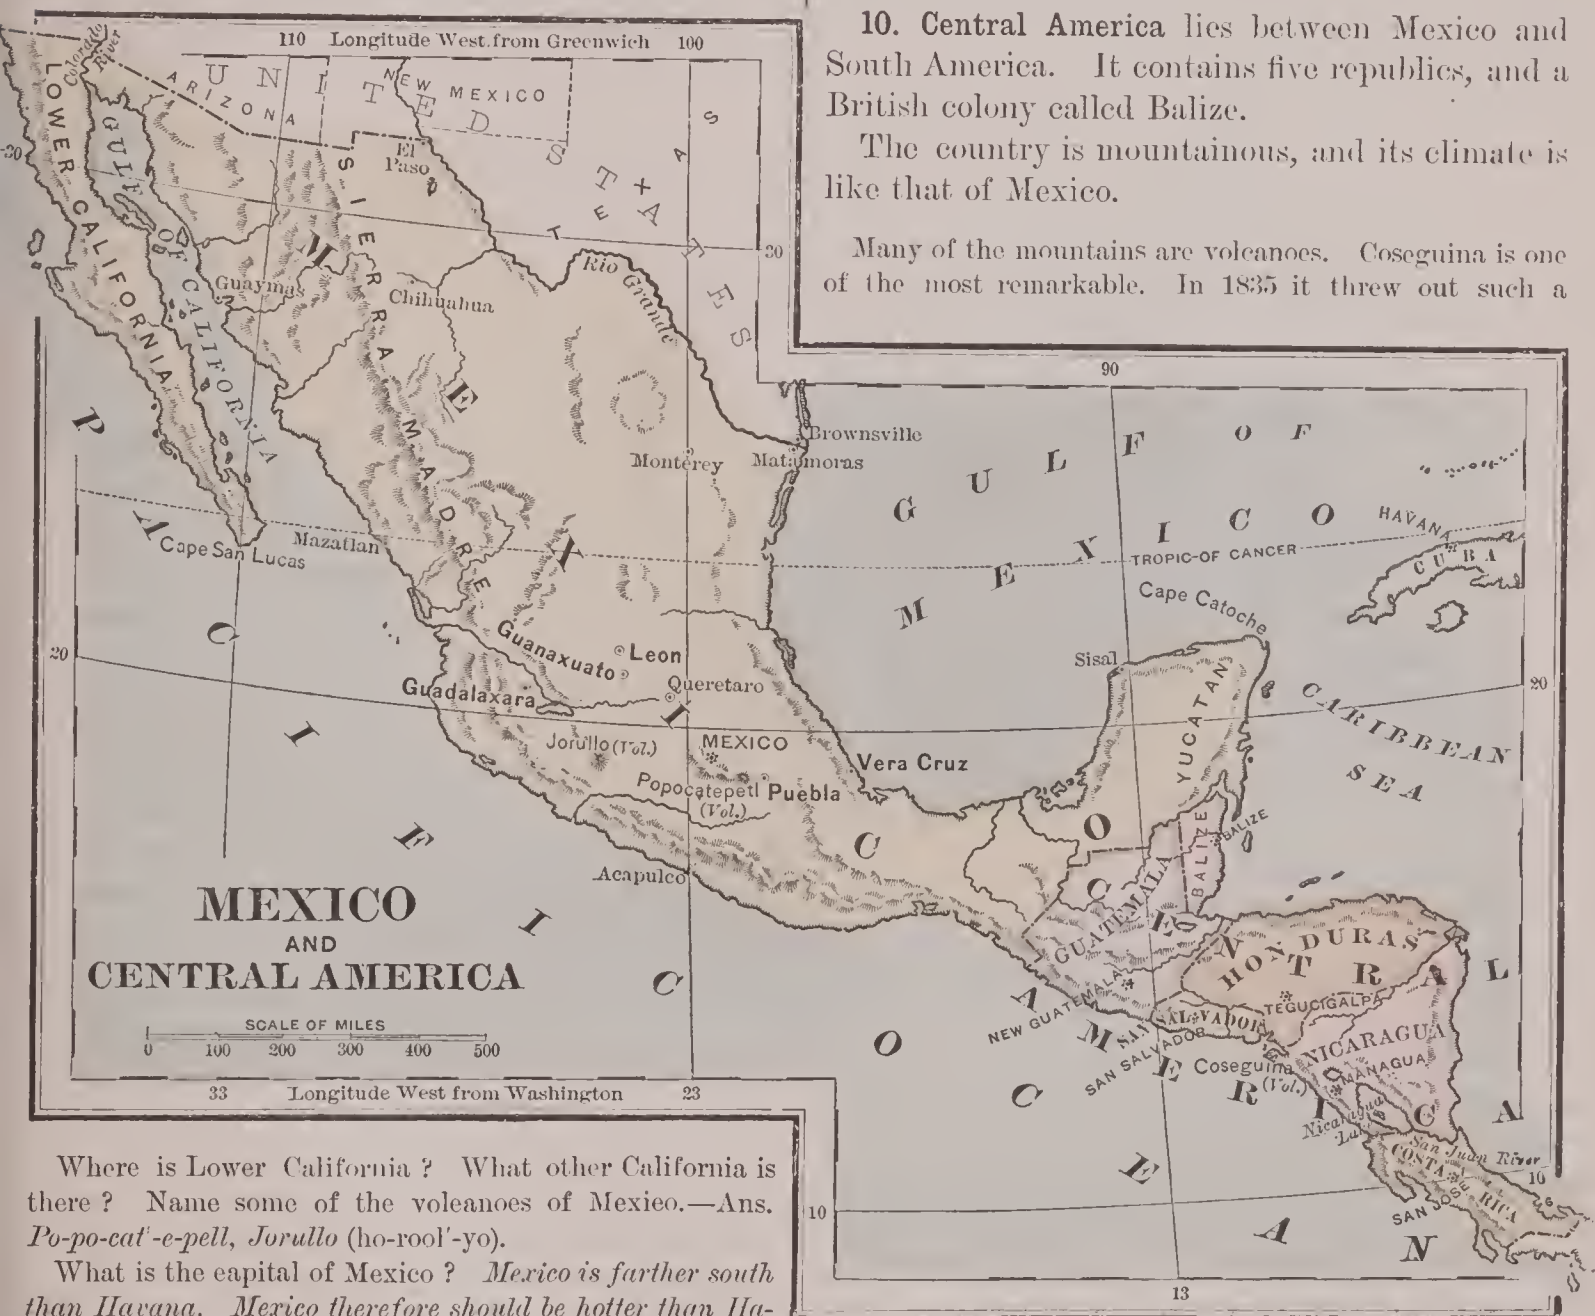 10. Central America lies between Mexico and
South America. It contains five republics, and a
British colony called Balize.
The country is mountainous, and its climate is
like that of Mexico.
Many of the mountains are volcanoes. Coseguina is one
of the most remarkable. In 1835 it threw out such a
110 Longitude West from Greenwich 100
Colorado
River
ARIZONA
UNITED STATES
NEW MEXICO
TEXAS
El
Paso
30
30
LOWER CALIFORNIA
GULF OF CALIFORNIA
SIERRA MADRE
MEXICO
Guaymas
Chihuahua
Rio Grande
90
Brownsville
Monterey
Matamoras
GULF OF
MEXICO
HAVANA
CUBA
TROPIC OF CANCER
Cape San Lucas
Mazatlan
Cape Catoche
Sisal
20
20
Leon
Guanaxuato
Queretaro
Guadalaxara
Jorullo (Vol.)
MEXICO
Popocatepetl
(Vol.)
Puebla
Vera Cruz
Acapulco
YUCATAN
CARIBBEAN
SEA
BALIZE
BALIZE
GUATEMALA
NEW GUATEMALA
HONDURAS
TEGUCIGALPA
SAN SALVADOR
SAN SALVADOR
NICARAGUA
MANAGUA
Coseguina
(Vol.)
Nicaragua
Lake
San Juan River
COSTA RICA
SAN JOSE
CENTRAL
AMERICA
PACIFIC
OCEAN
MEXICO
AND
CENTRAL AMERICA
SCALE OF MILES
0 100 200 300 400 500
33 Longitude West from Washington 23
10
10
13
Where is Lower California? What other California is
there? Name some of the volcanoes of Mexico.—Ans.
Po-po-cat'-e-pell, Jorullo (ho-rool'-yo).
What is the capital of Mexico? Mexico is farther south
than Havana. Mexico therefore should be hotter than Ha-